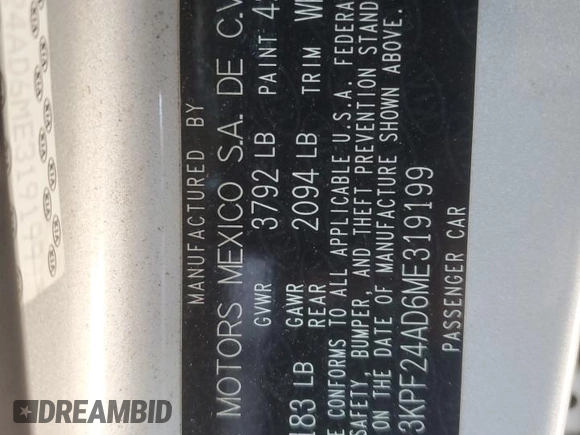 MANUFACTURED BY
MOTORS MEXICO S.A. DE C.V
GVWR 3792 LB PAINT
183 LB GAWR REAR 2094 LB TRIM
CONFORMS TO ALL APPLICABLE U.S.A. FEDERA
SAFETY, BUMPER, AND THEFT PREVENTION STAND
ON THE DATE OF MANUFACTURE SHOWN ABOVE.
3KPF24AD6ME319199
PASSENGER CAR
24AD6ME319199
KIA
DREAMBID